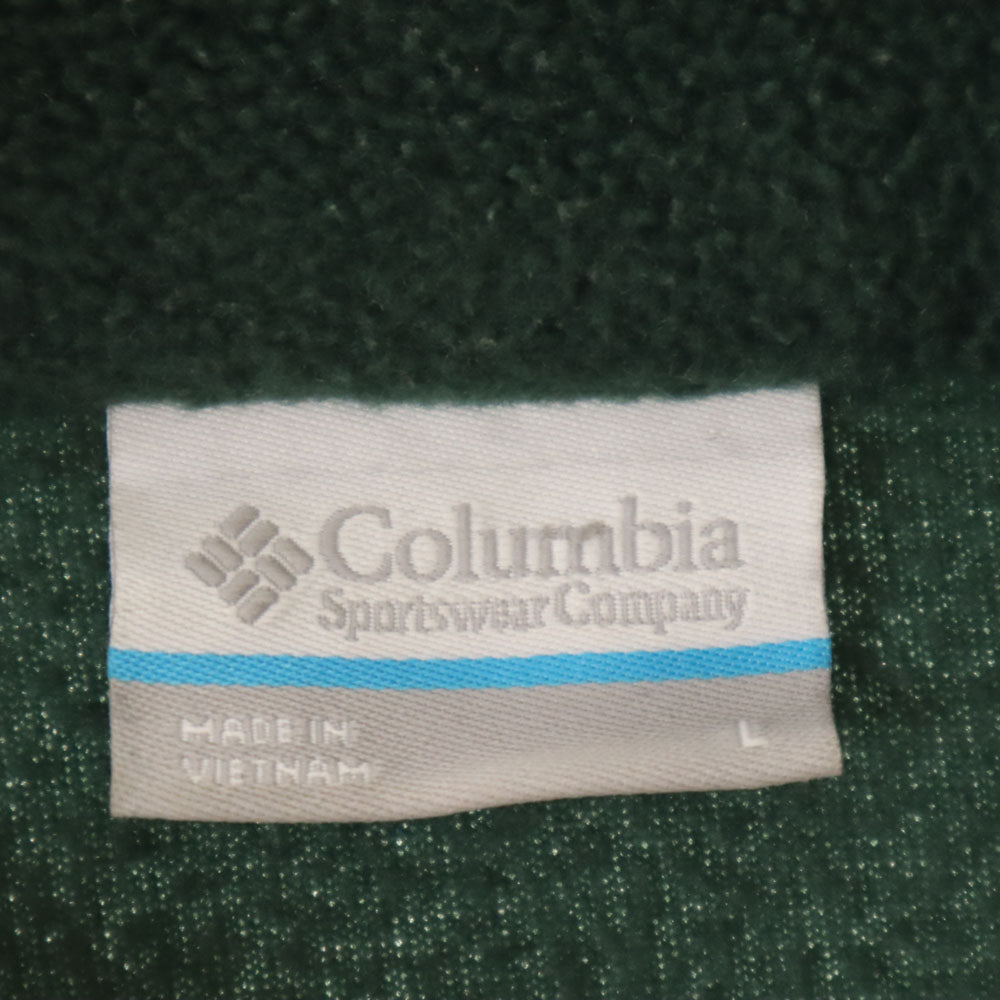 Columbia
Sportswear Company
MADE IN
VIETNAM
L